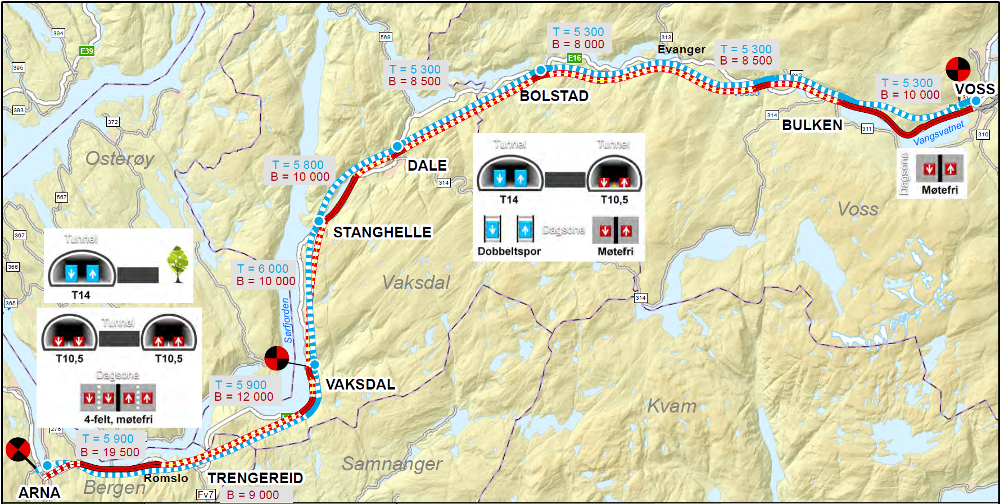 394
E39
395
393
372
569
T = 5 300
B = 8 500
T = 5 300
B = 8 000
E16
313
Evanger
T = 5 300
B = 8 500
T = 5 300
B = 10 000
VOSS
BOLSTAD
BULKEN
314
311
310
Vangsvatnet
Osterøy
567
T = 5 800
B = 10 000
DALE
314
Tunnel
Tunnel
T14
T10,5
Dobbeltspor
Dagsone
Møtefri
Dagsone
Møtefri
Voss
367
366
365
STANGHELLE
Tunnel
T14
T = 6 000
B = 10 000
Vaksdal
314
Sørfjorden
Tunnel
T10,5
T10,5
Dagsone
4-felt, møtefri
VAKSDAL
T = 5 900
B = 12 000
Kvam
276
T = 5 900
B = 19 500
Samnanger
Romslo
TRENGEREID
Bergen
ARNA
Fv7
B = 9 000